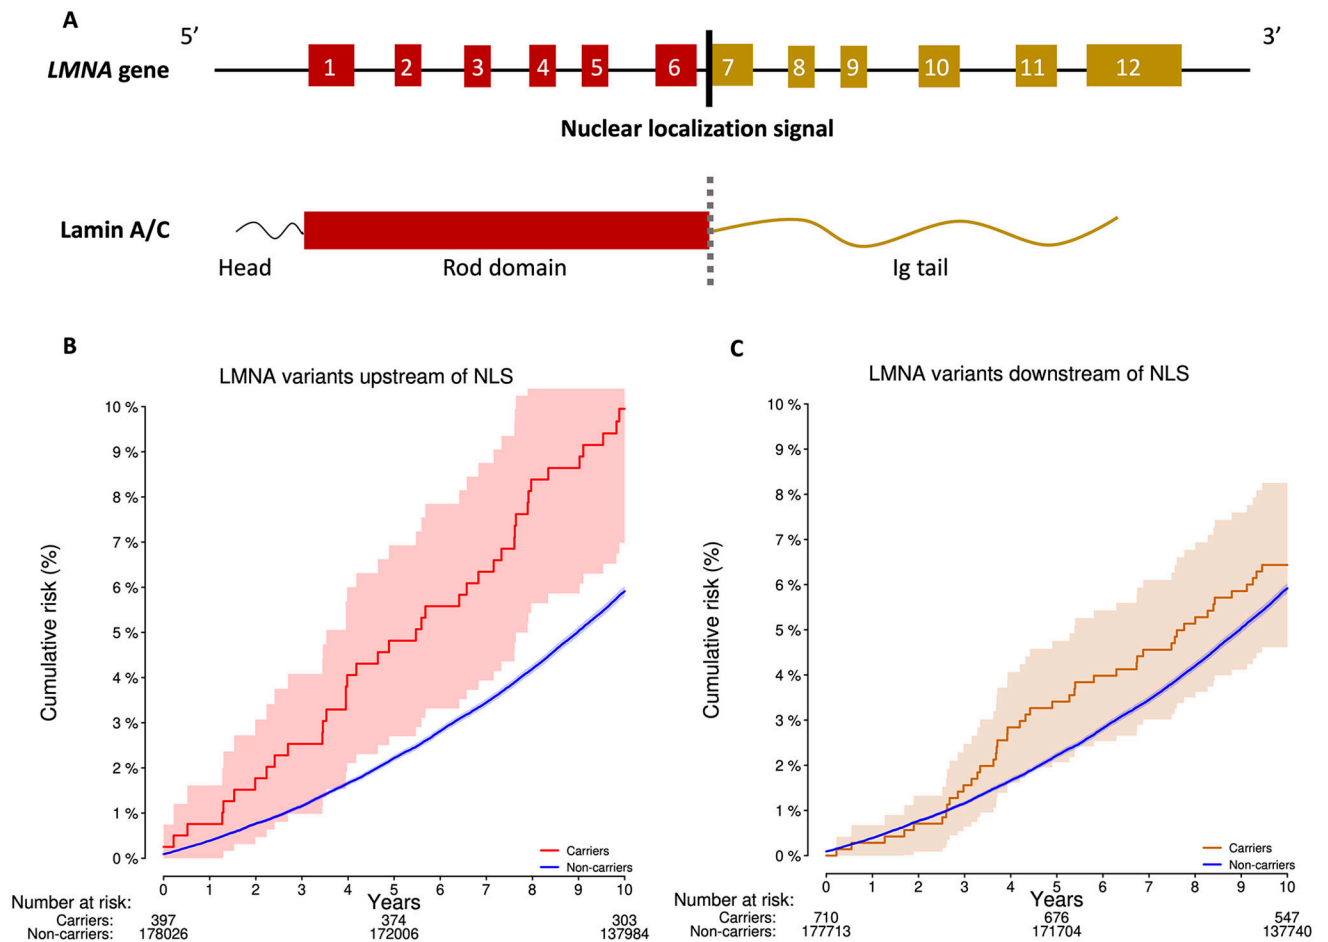 A
5’
3’
LMNA gene
1 2 3 4 5 6 7 8 9 10 11 12
Nuclear localization signal
Lamin A/C
Head
Rod domain
Ig tail
B
LMNA variants upstream of NLS
10 %
9 %
8 %
7 %
6 %
5 %
4 %
3 %
2 %
1 %
0 %
Cumulative risk (%)
Carriers
Non-carriers
0 1 2 3 4 5 6 7 8 9 10
Years
Number at risk:
Carriers: 397 374 303
Non-carriers: 178026 172006 137984
C
LMNA variants downstream of NLS
10 %
9 %
8 %
7 %
6 %
5 %
4 %
3 %
2 %
1 %
0 %
Cumulative risk (%)
Carriers
Non-carriers
0 1 2 3 4 5 6 7 8 9 10
Years
Number at risk:
Carriers: 710 676 547
Non-carriers: 177713 171704 137740